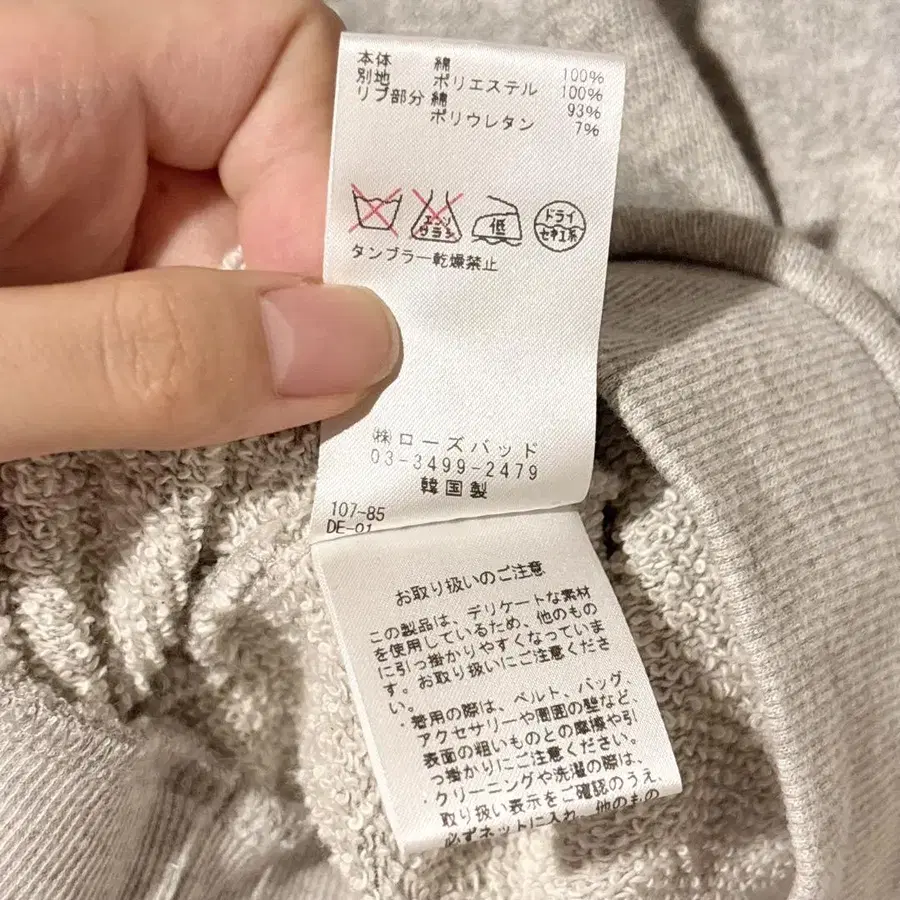 本体 綿 100%
別地 ポリエステル 100%
リブ部分 綿 93%
ポリウレタン 7%
エンソ サラシ 低 ドライ セキユ系
タンブラー乾燥禁止
㈱ローズバッド
03-3499-2479
韓国製
107-85
DE-01
お取り扱いのご注意
この製品は、デリケートな素材
を使用しているため、他のもの
に引っ掛かりやすくなっていま
す。お取り扱いにご注意くださ
い。
・着用の際は、ベルト、バッグ、
アクセサリーや周囲の壁など、
表面の粗いものとの摩擦や引
っ掛かりにご注意ください。
・クリーニングや洗濯の際は、
取り扱い表示をご確認のうえ、
必ずネットに入れ、他のもの